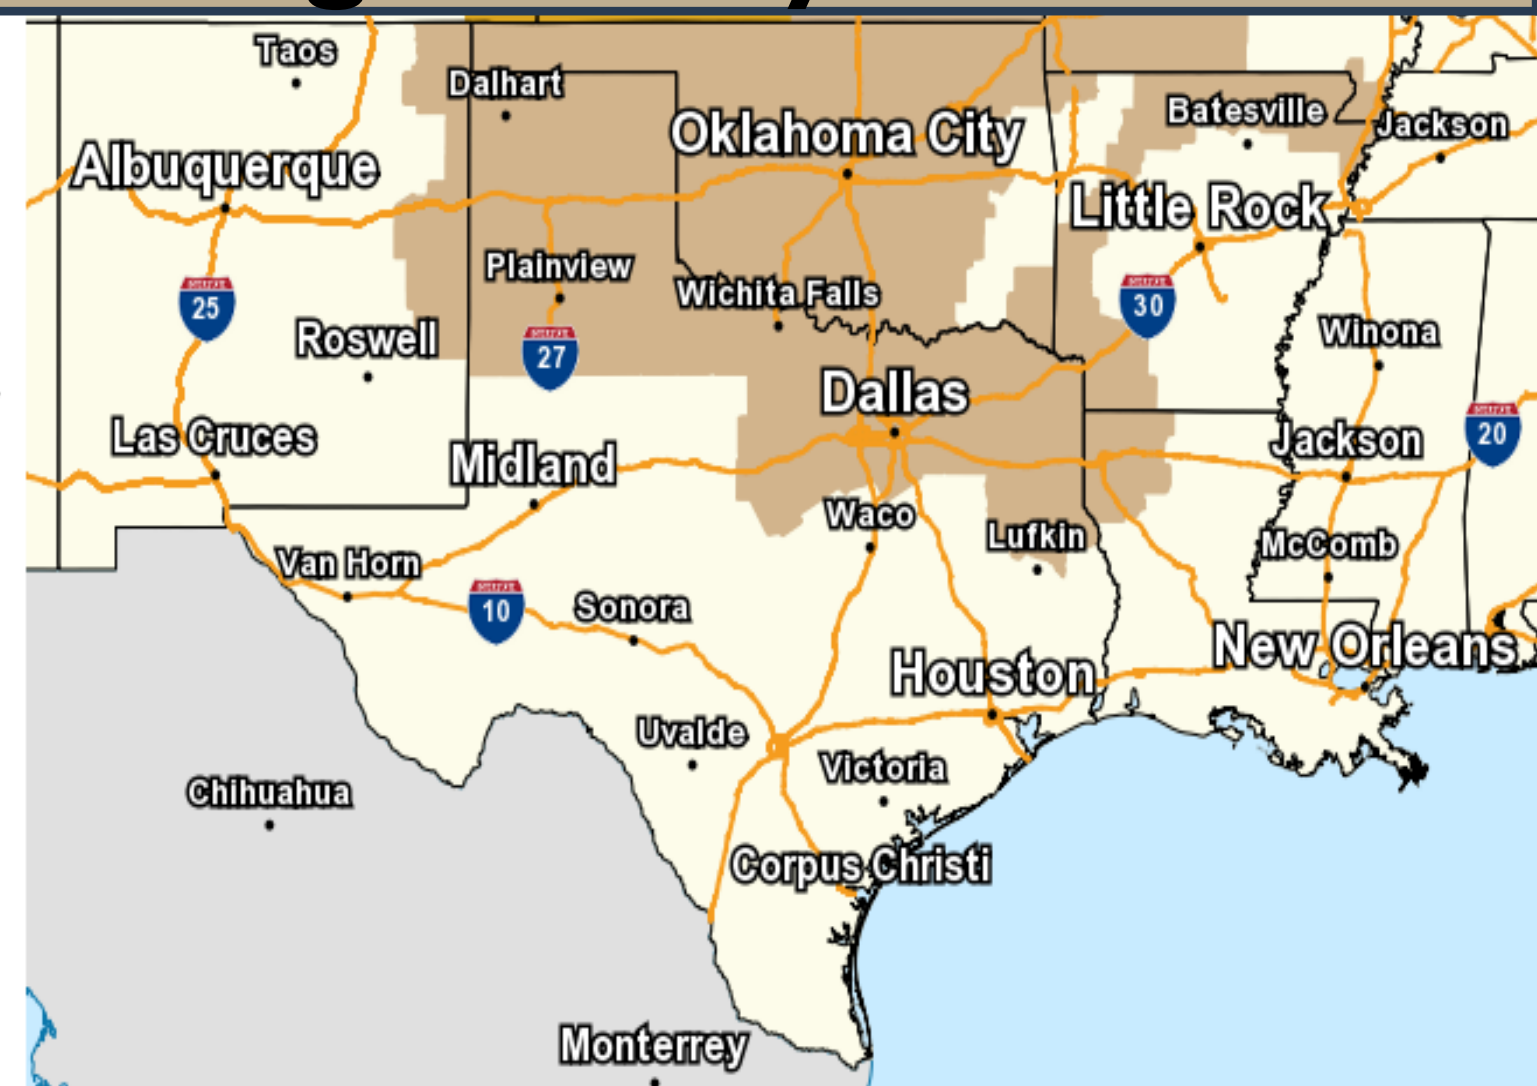 Taos
Dalhart
Oklahoma City
Batesville
Jackson
Albuquerque
Little Rock
Plainview
Wichita Falls
25
30
Roswell
Winona
27
Dallas
Las Cruces
Midland
Jackson
20
Waco
Lufkin
McComb
Van Horn
10
Sonora
New Orleans
Houston
Uvalde
Victoria
Chihuahua
Corpus Christi
Monterrey